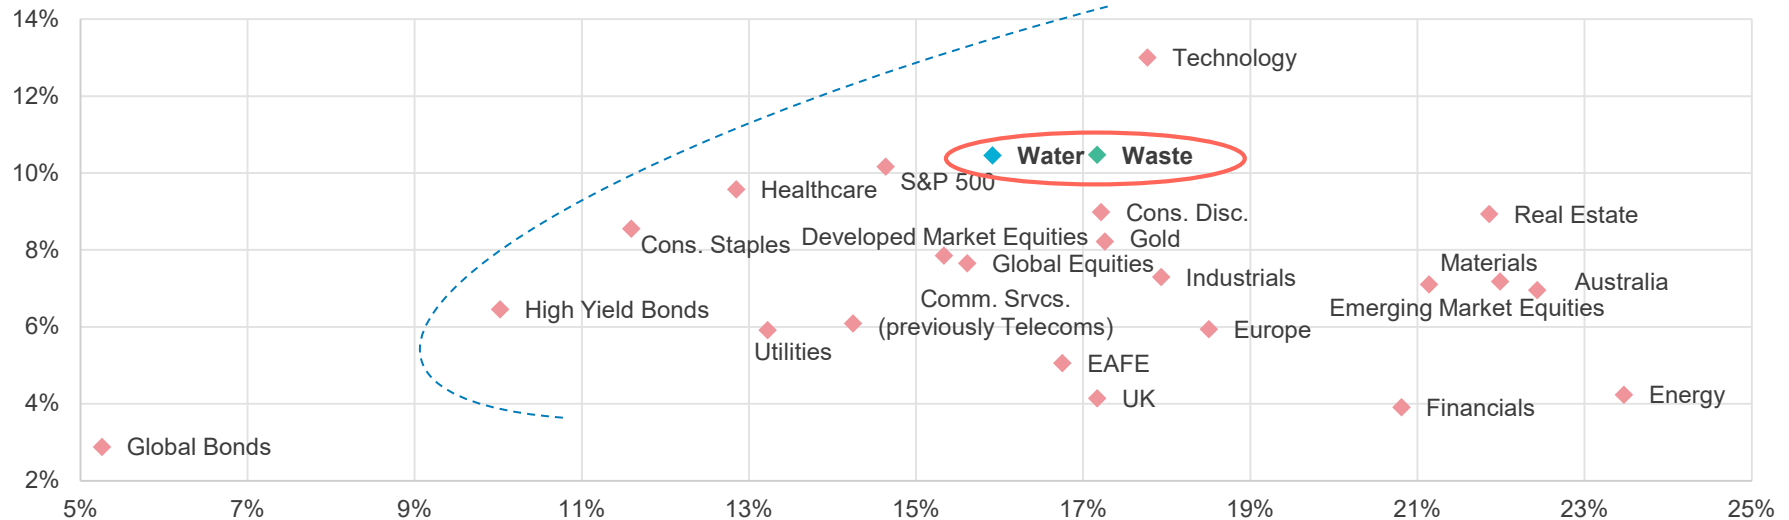 14%
Technology
12%
Water
Waste
10%
S&P 500
Healthcare
Cons. Disc.
Real Estate
Cons. Staples
Developed Market Equities
Gold
8%
Global Equities
Materials
Industrials
Australia
Comm. Srvcs.
(previously Telecoms)
High Yield Bonds
Emerging Market Equities
6%
Europe
Utilities
EAFE
4%
UK
Financials
Energy
Global Bonds
2%
5%
7%
9%
11%
13%
15%
17%
19%
21%
23%
25%